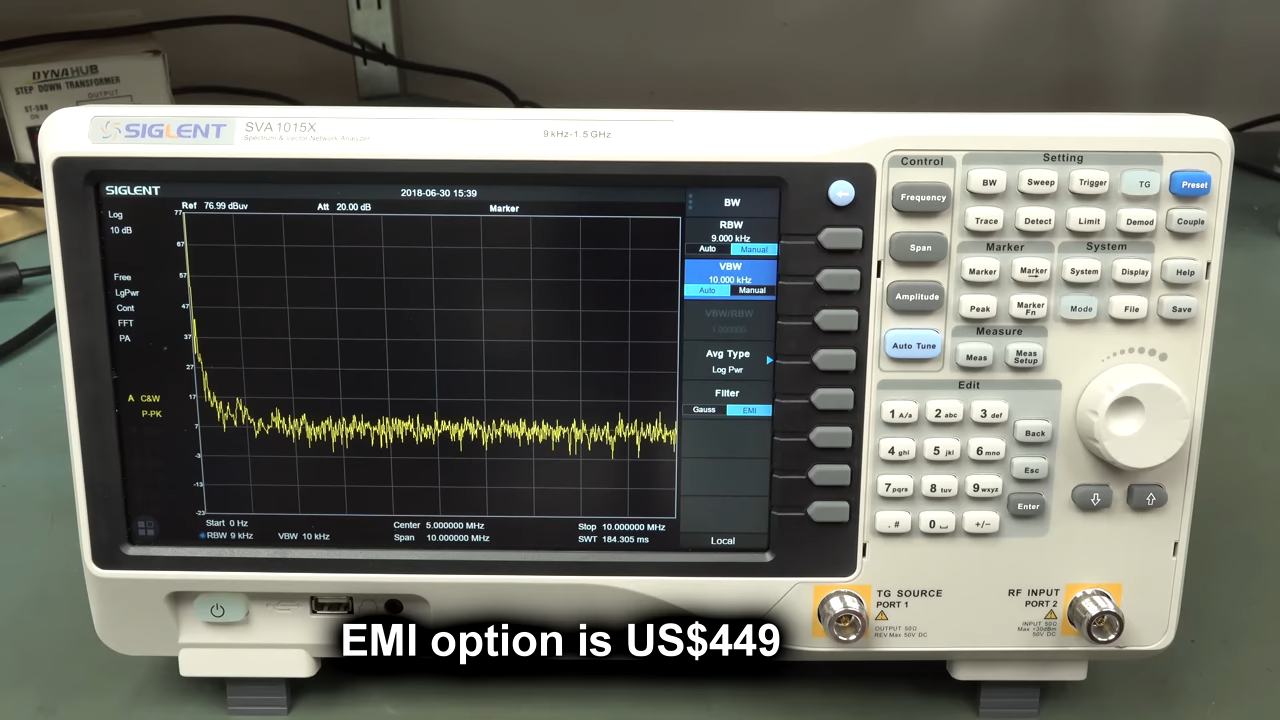 DYNAHUB
STEP DOWN TRANSFORMER
OUTPUT
ST-500
ON
SIGLENT
SVA1015X
Spectrum & Vector Network Analyzer
9 kHz-1.5 GHz
SIGLENT
2018-06-30 15:39
Ref 76.99 dBuv
Att 20.00 dB
Marker
Log
10 dB
Free
LgPwr
Cont
FFT
PA
A C&W
P-PK
77
67
57
47
37
27
17
7
-3
-13
-23
Start 0 Hz
Center 5.000000 MHz
Stop 10.000000 MHz
RBW 9 kHz
VBW 10 kHz
Span 10.000000 MHz
SWT 184.305 ms
BW
RBW
9.000 kHz
Auto Manual
VBW
10.000 kHz
Auto Manual
VBW/RBW
1.000000
Avg Type
Log Pwr
Filter
Gauss EMI
Local
Control
Frequency
Span
Amplitude
Auto Tune
Setting
BW Sweep Trigger TG Preset
Trace Detect Limit Demod Couple
Marker
Marker Marker→
Peak Marker Fn
System
System Display Help
Mode File Save
Measure
Meas Meas Setup
Edit
1 A/a 2 abc 3 def
4 ghi 5 jkl 6 mno
7 pqrs 8 tuv 9 wxyz
. # 0 +/−
Back
Esc
Enter
TG SOURCE
PORT 1
OUTPUT 50Ω
REV Max 50V DC
RF INPUT
PORT 2
INPUT 50Ω
Max +30dBm
50V DC
EMI option is US$449